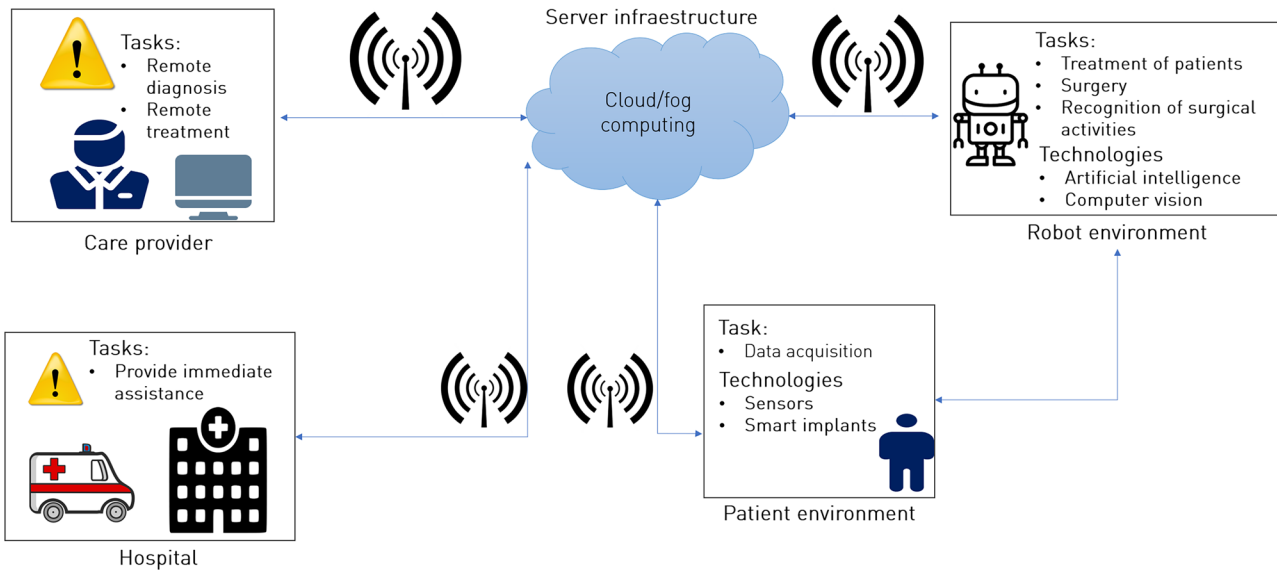 Server infraestructure
Cloud/fog
computing
Tasks:
• Remote
diagnosis
• Remote
treatment
Care provider
Tasks:
• Treatment of patients
• Surgery
• Recognition of surgical
activities
Technologies
• Artificial intelligence
• Computer vision
Robot environment
Tasks:
• Provide immediate
assistance
Hospital
Task:
• Data acquisition
Technologies
• Sensors
• Smart implants
Patient environment